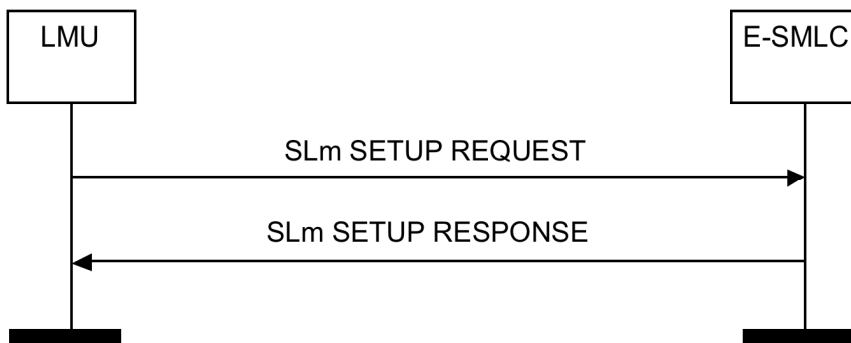 LMU
E-SMLC
SLm SETUP REQUEST
SLm SETUP RESPONSE